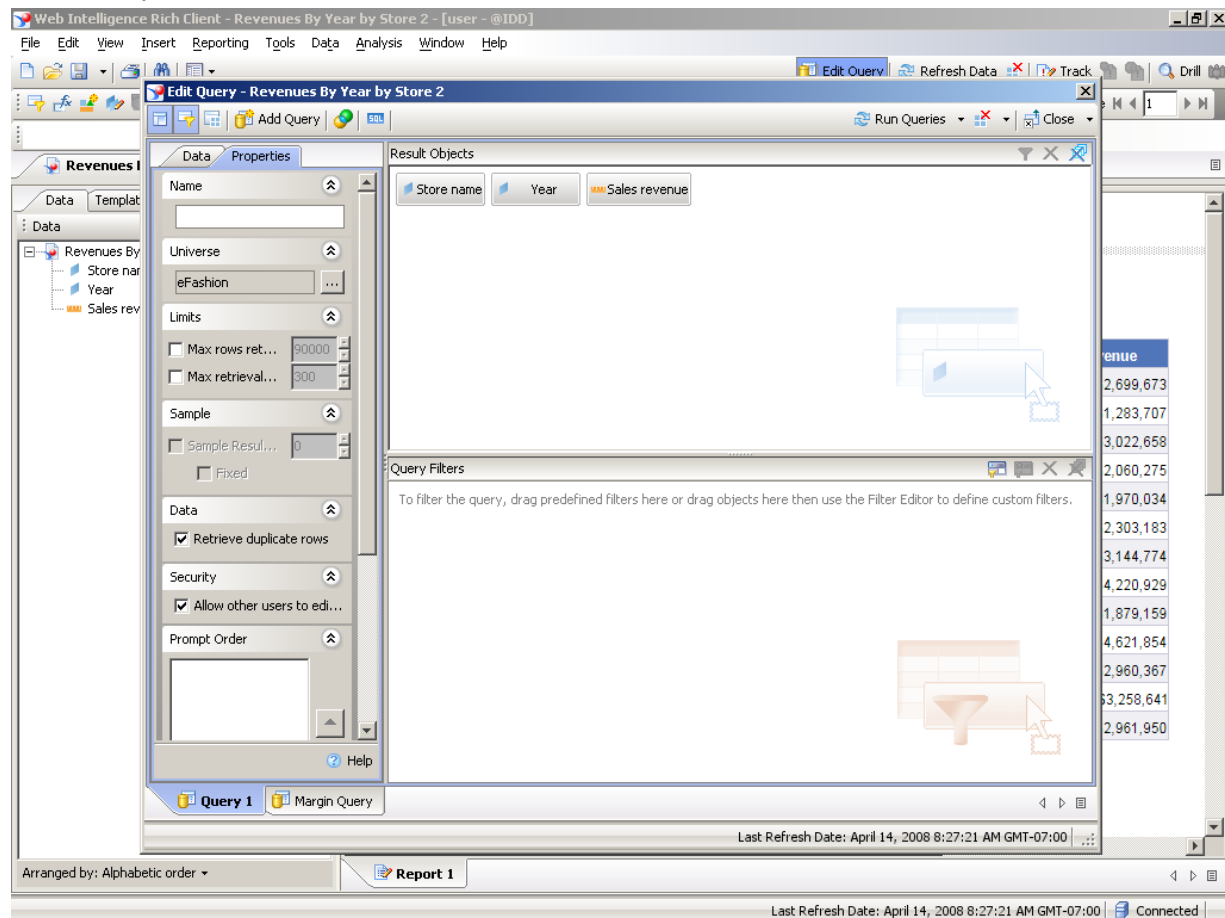 Web Intelligence Rich Client - Revenues By Year by Store 2 - [user - @IDD]
File Edit View Insert Reporting Tools Data Analysis Window Help
Edit Query Refresh Data Track Drill
Edit Query - Revenues By Year by Store 2
1
Add Query SQL Run Queries Close
Revenues
Data Properties
Result Objects
Name
Store name Year Sales revenue
Data Templat
Data
Revenues By
Store nar
Year
Sales rev
Universe
eFashion ...
Limits
Max rows ret... 90000
Max retrieval... 300
Sample
Sample Resul... 0
Fixed
Query Filters
To filter the query, drag predefined filters here or drag objects here then use the Filter Editor to define custom filters.
Data
Retrieve duplicate rows
Security
Allow other users to edi...
Prompt Order
Help
enue
2,699,673
1,283,707
3,022,658
2,060,275
1,970,034
2,303,183
3,144,774
4,220,929
1,879,159
4,621,854
2,960,367
$3,258,641
2,961,950
Query 1 Margin Query
Last Refresh Date: April 14, 2008 8:27:21 AM GMT-07:00
Arranged by: Alphabetic order
Report 1
Last Refresh Date: April 14, 2008 8:27:21 AM GMT-07:00 Connected